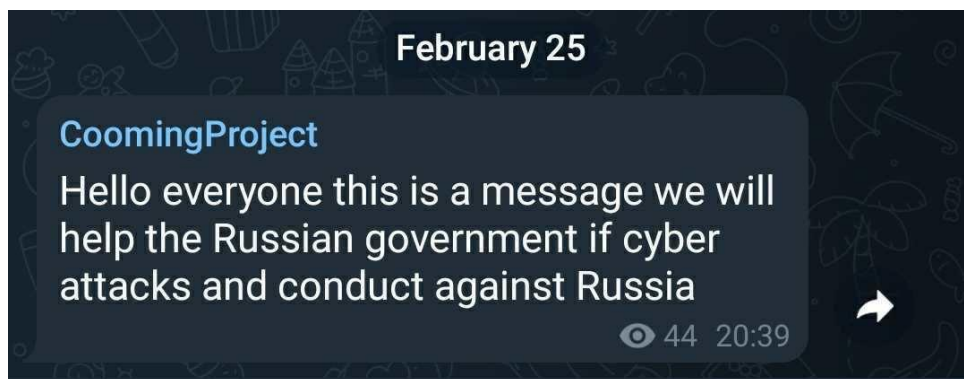 February 25
CoomingProject
Hello everyone this is a message we will
help the Russian government if cyber
attacks and conduct against Russia
44 20:39